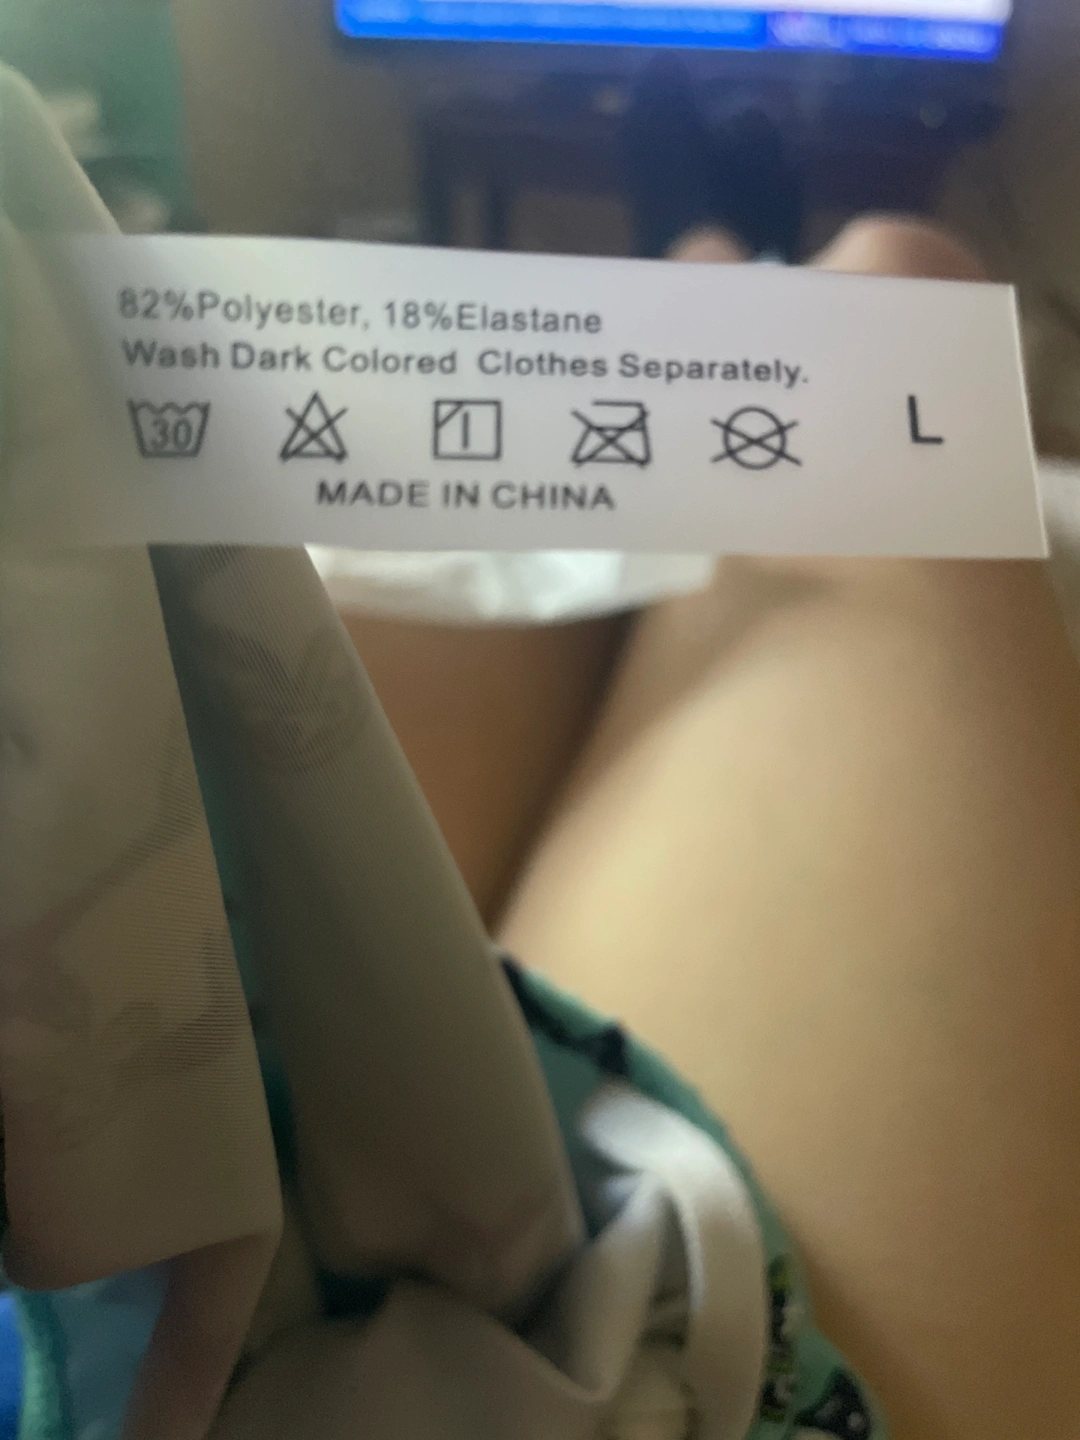 82%Polyester, 18%Elastane
Wash Dark Colored Clothes Separately.
30
L
MADE IN CHINA